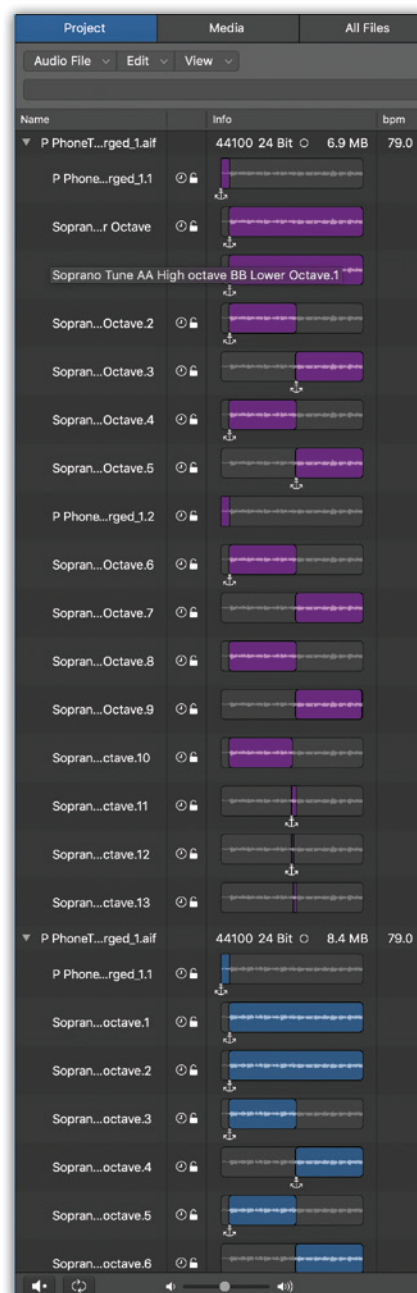 Project Media All Files
Audio File Edit View
Name Info bpm
P PhoneT...rged_1.aif 44100 24 Bit 6.9 MB 79.0
P Phone...rged_1.1
Sopran...r Octave
Soprano Tune AA High octave BB Lower Octave.1
Sopran...Octave.2
Sopran...Octave.3
Sopran...Octave.4
Sopran...Octave.5
P Phone...rged_1.2
Sopran...Octave.6
Sopran...Octave.7
Sopran...Octave.8
Sopran...Octave.9
Sopran...ctave.10
Sopran...ctave.11
Sopran...ctave.12
Sopran...ctave.13
P PhoneT...rged_1.aif 44100 24 Bit 8.4 MB 79.0
P Phone...rged_1.1
Sopran...octave.1
Sopran...octave.2
Sopran...octave.3
Sopran...octave.4
Sopran...octave.5
Sopran...octave.6